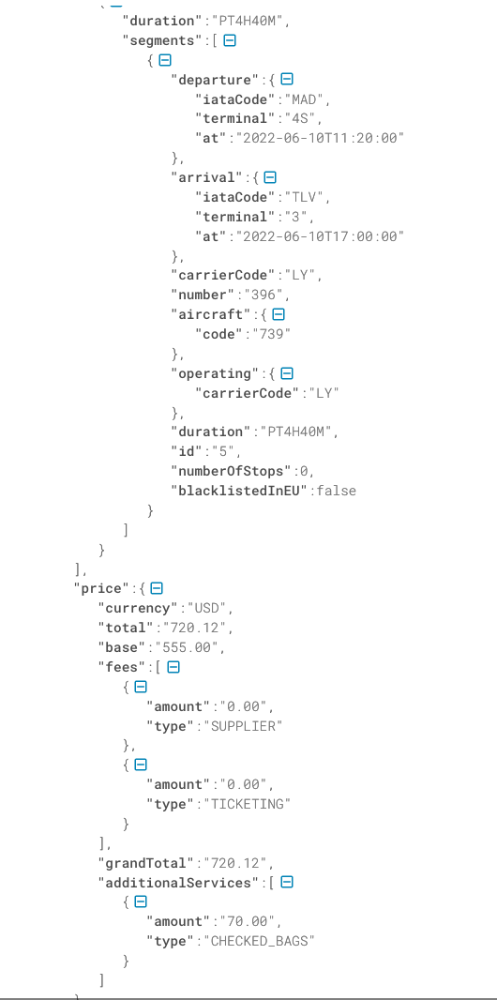 {
"duration":"PT4H40M",
"segments":[
{
"departure":{
"iataCode":"MAD",
"terminal":"4S",
"at":"2022-06-10T11:20:00"
},
"arrival":{
"iataCode":"TLV",
"terminal":"3",
"at":"2022-06-10T17:00:00"
},
"carrierCode":"LY",
"number":"396",
"aircraft":{
"code":"739"
},
"operating":{
"carrierCode":"LY"
},
"duration":"PT4H40M",
"id":"5",
"numberOfStops":0,
"blacklistedInEU":false
}
]
}
],
"price":{
"currency":"USD",
"total":"720.12",
"base":"555.00",
"fees":[
{
"amount":"0.00",
"type":"SUPPLIER"
},
{
"amount":"0.00",
"type":"TICKETING"
}
],
"grandTotal":"720.12",
"additionalServices":[
{
"amount":"70.00",
"type":"CHECKED_BAGS"
}
]
}